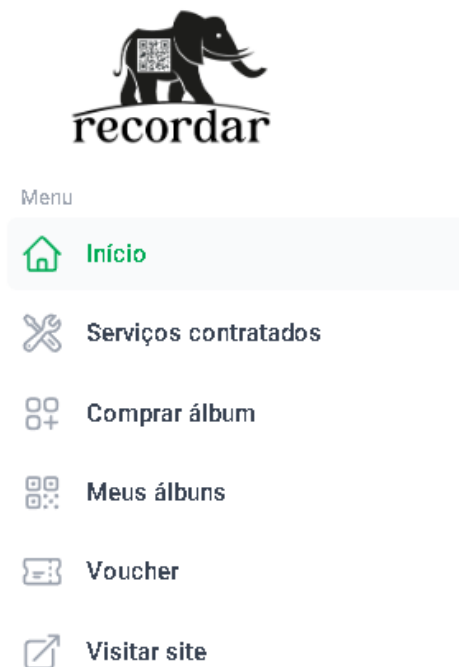 recordar
Menu
Início
Serviços contratados
Comprar álbum
Meus álbuns
Voucher
Visitar site